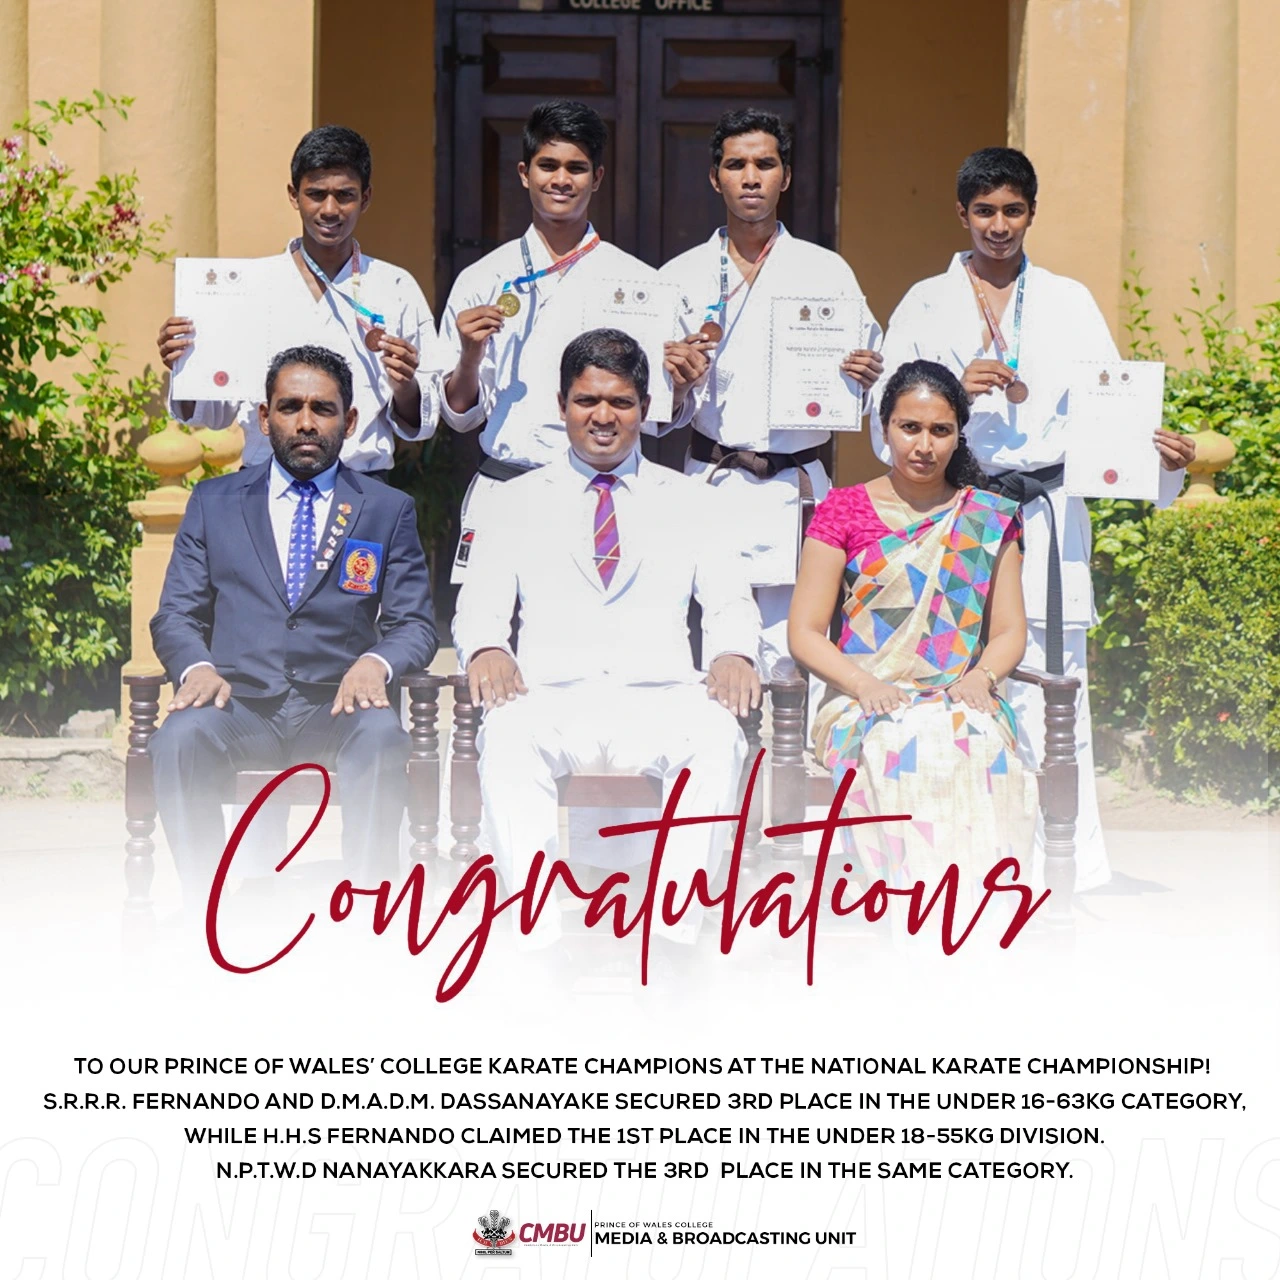 COLLEGE OFFICE
Congratulations
TO OUR PRINCE OF WALES' COLLEGE KARATE CHAMPIONS AT THE NATIONAL KARATE CHAMPIONSHIP!
S.R.R.R. FERNANDO AND D.M.A.D.M. DASSANAYAKE SECURED 3RD PLACE IN THE UNDER 16-63KG CATEGORY,
WHILE H.H.S FERNANDO CLAIMED THE 1ST PLACE IN THE UNDER 18-55KG DIVISION.
N.P.T.W.D NANAYAKKARA SECURED THE 3RD PLACE IN THE SAME CATEGORY.
CONGRATULATIONS
CMBU
PRINCE OF WALES COLLEGE
MEDIA & BROADCASTING UNIT